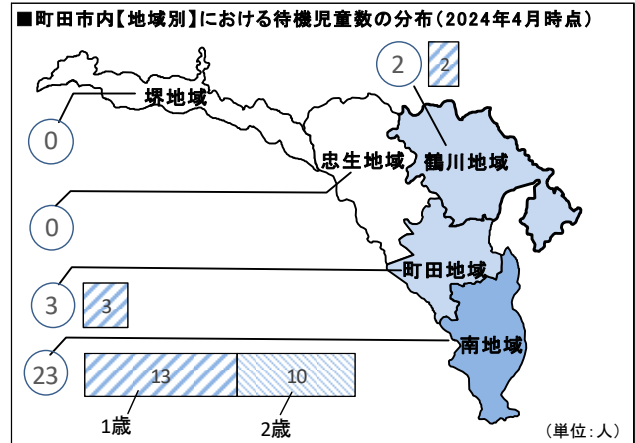 ■町田市内【地域別】における待機児童数の分布（2024年4月時点）
2
2
堺地域
0
忠生地域
鶴川地域
0
町田地域
3
3
南地域
23
13
10
1歳
2歳
（単位：人）